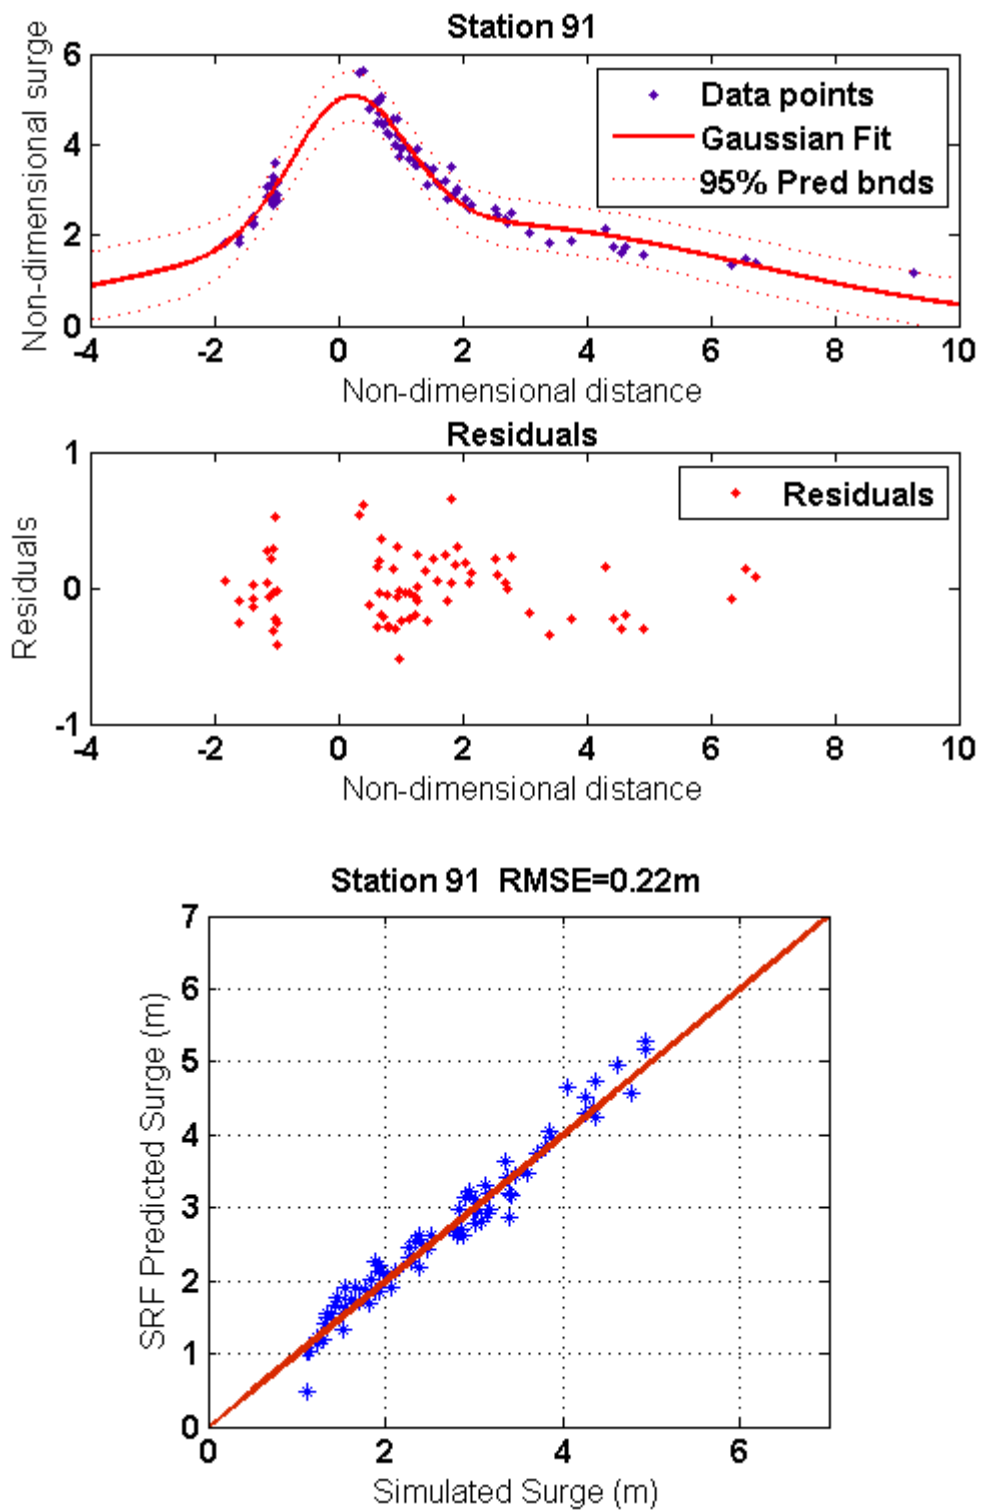 Station 91
Non-dimensional surge
6
4
2
0
Data points
Gaussian Fit
95% Pred bnds
-4 -2 0 2 4 6 8 10
Non-dimensional distance
Residuals
Residuals
1
0
-1
Residuals
-4 -2 0 2 4 6 8 10
Non-dimensional distance
Station 91 RMSE=0.22m
SRF Predicted Surge (m)
7
6
5
4
3
2
1
0
0 2 4 6
Simulated Surge (m)